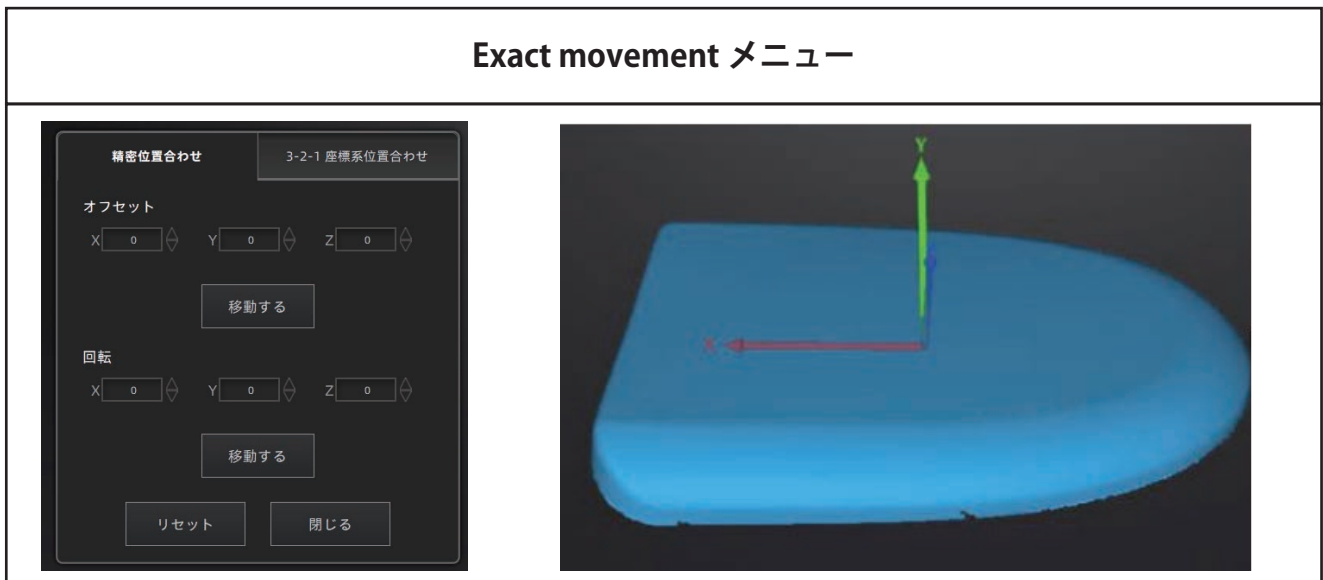 Exact movement メニュー
精密位置合わせ 3-2-1 座標系位置合わせ
オフセット
X 0 Y 0 Z 0
移動する
回転
X 0 Y 0 Z 0
移動する
リセット 閉じる
Y
X